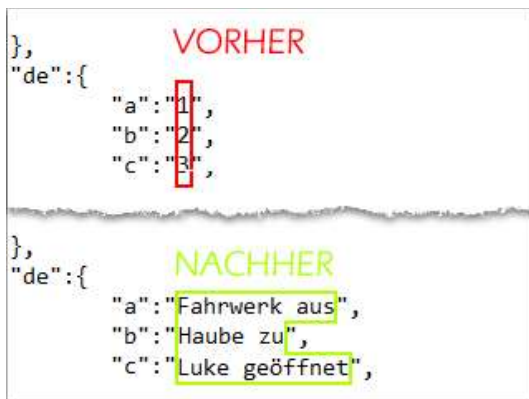 VORHER
},
"de":{
"a":"1",
"b":"2",
"c":"3",
NACHHER
},
"de":{
"a":"Fahrwerk aus",
"b":"Haube zu",
"c":"Luke geöffnet",